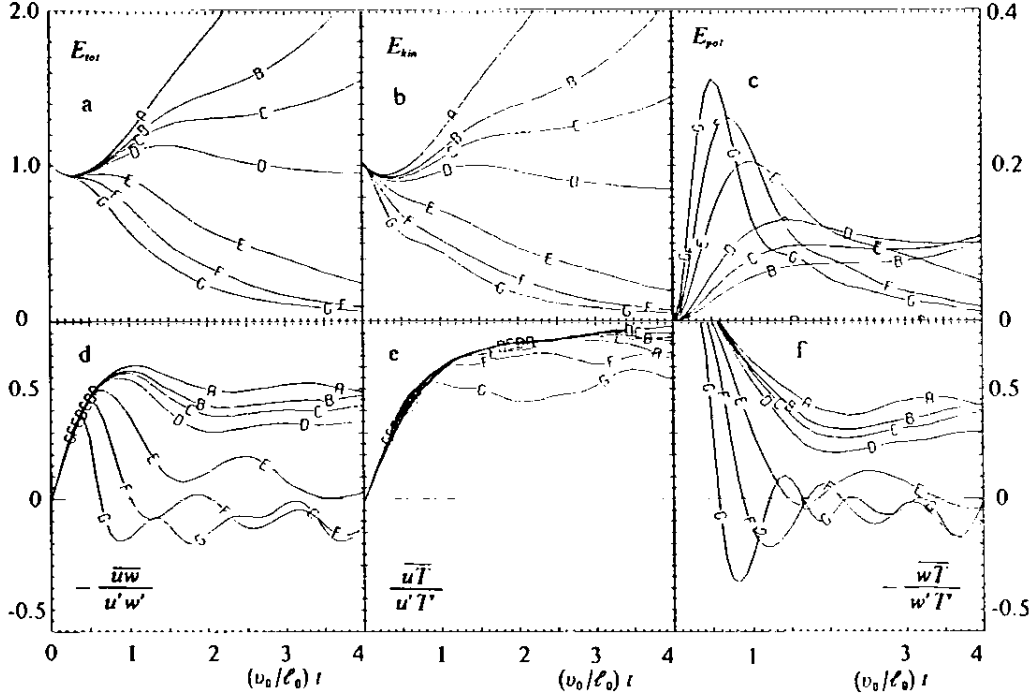 2.0
1.0
0
0.5
0
-0.5
E_tot
a
A
B
B
C
C
D
D
E
E
F
F
F
G
G
G
E_kin
b
A
B
B
C
C
D
D
E
E
F
F
F
G
G
G
E_pot
c
G
G
F
E
D
C
B
D
E
B
G
F
G
0.4
0.2
0
d
A
B
C
D
E
E
F
F
G
G
− \overline{uw} / u'w'
e
F
F
G
G
A
\overline{uT} / u'T'
f
A
A
B
B
C
C
D
D
E
E
F
G
G
− \overline{wT} / w'T'
0.5
0
-0.5
0 1 2 3 4
1 2 3 4
1 2 3 4
(υ₀/ℓ₀) t
(υ₀/ℓ₀) t
(υ₀/ℓ₀) t